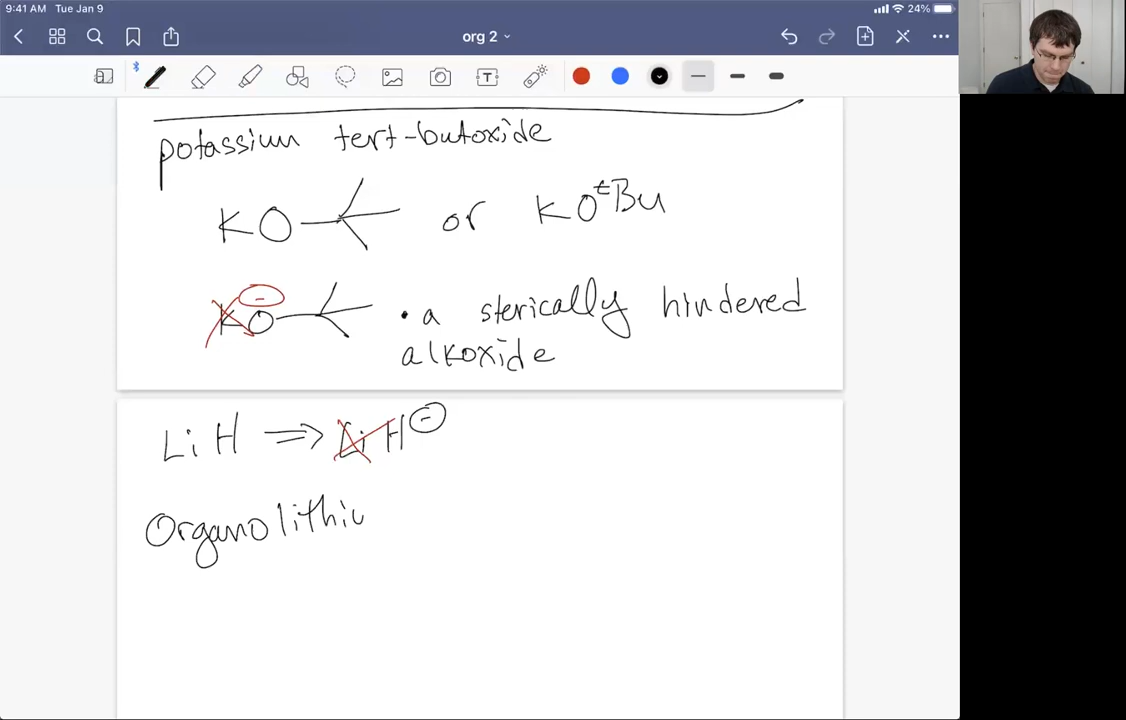 9:41 AM Tue Jan 9
24%
org 2
potassium tert-butoxide
KO or KOtBu
KO - • a sterically hindered
alkoxide
LiH ⇒ LiH⊖
Organolithiu